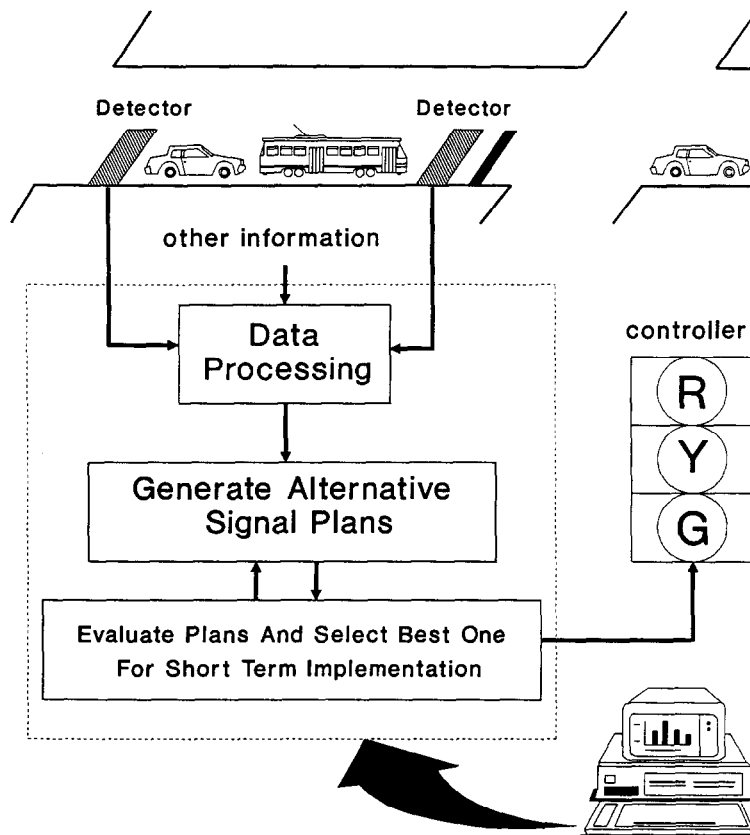 Detector
Detector
other information
Data
Processing
controller
R
Y
G
Generate Alternative
Signal Plans
Evaluate Plans And Select Best One
For Short Term Implementation